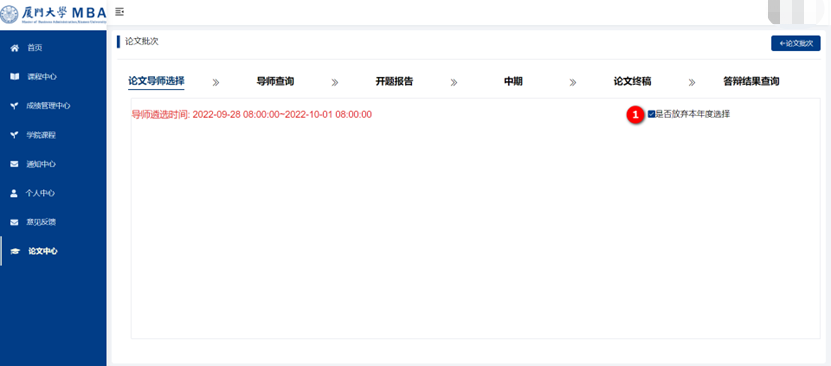 厦门大学 MBA
论文批次
←论文批次
首页
课程中心
成绩管理中心
学院课程
通知中心
个人中心
意见反馈
论文中心
论文导师选择 » 导师查询 » 开题报告 » 中期 » 论文终稿 » 答辩结果查询
导师遴选时间: 2022-09-28 08:00:00~2022-10-01 08:00:00
1 是否放弃本年度选择